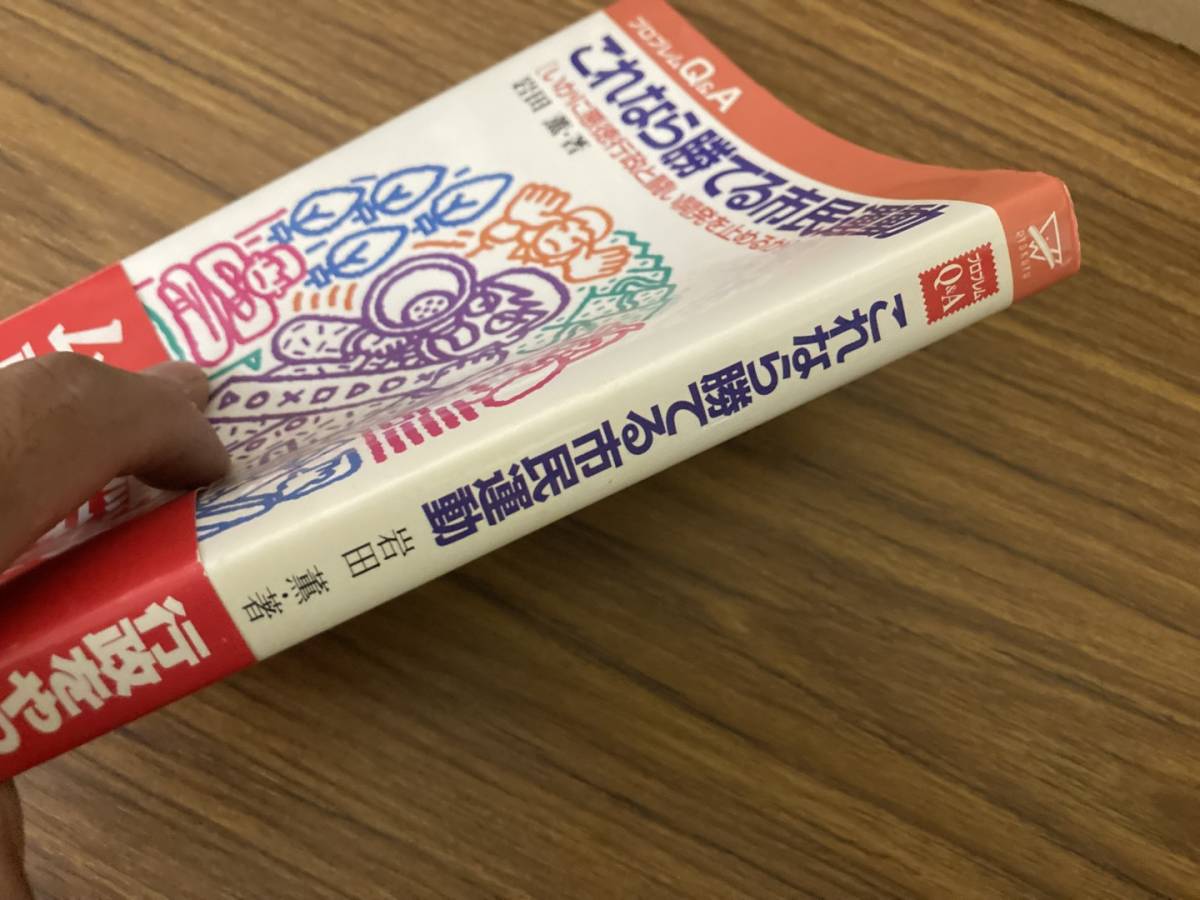 プロブレムQ&A
これなら勝てる市民運動
[いかに悪徳行政と闘い開発を止めるか
岩田 薫・著
プロブレム
Q&A
これなら勝てる市民運動
岩田 薫・著
行政をやっ